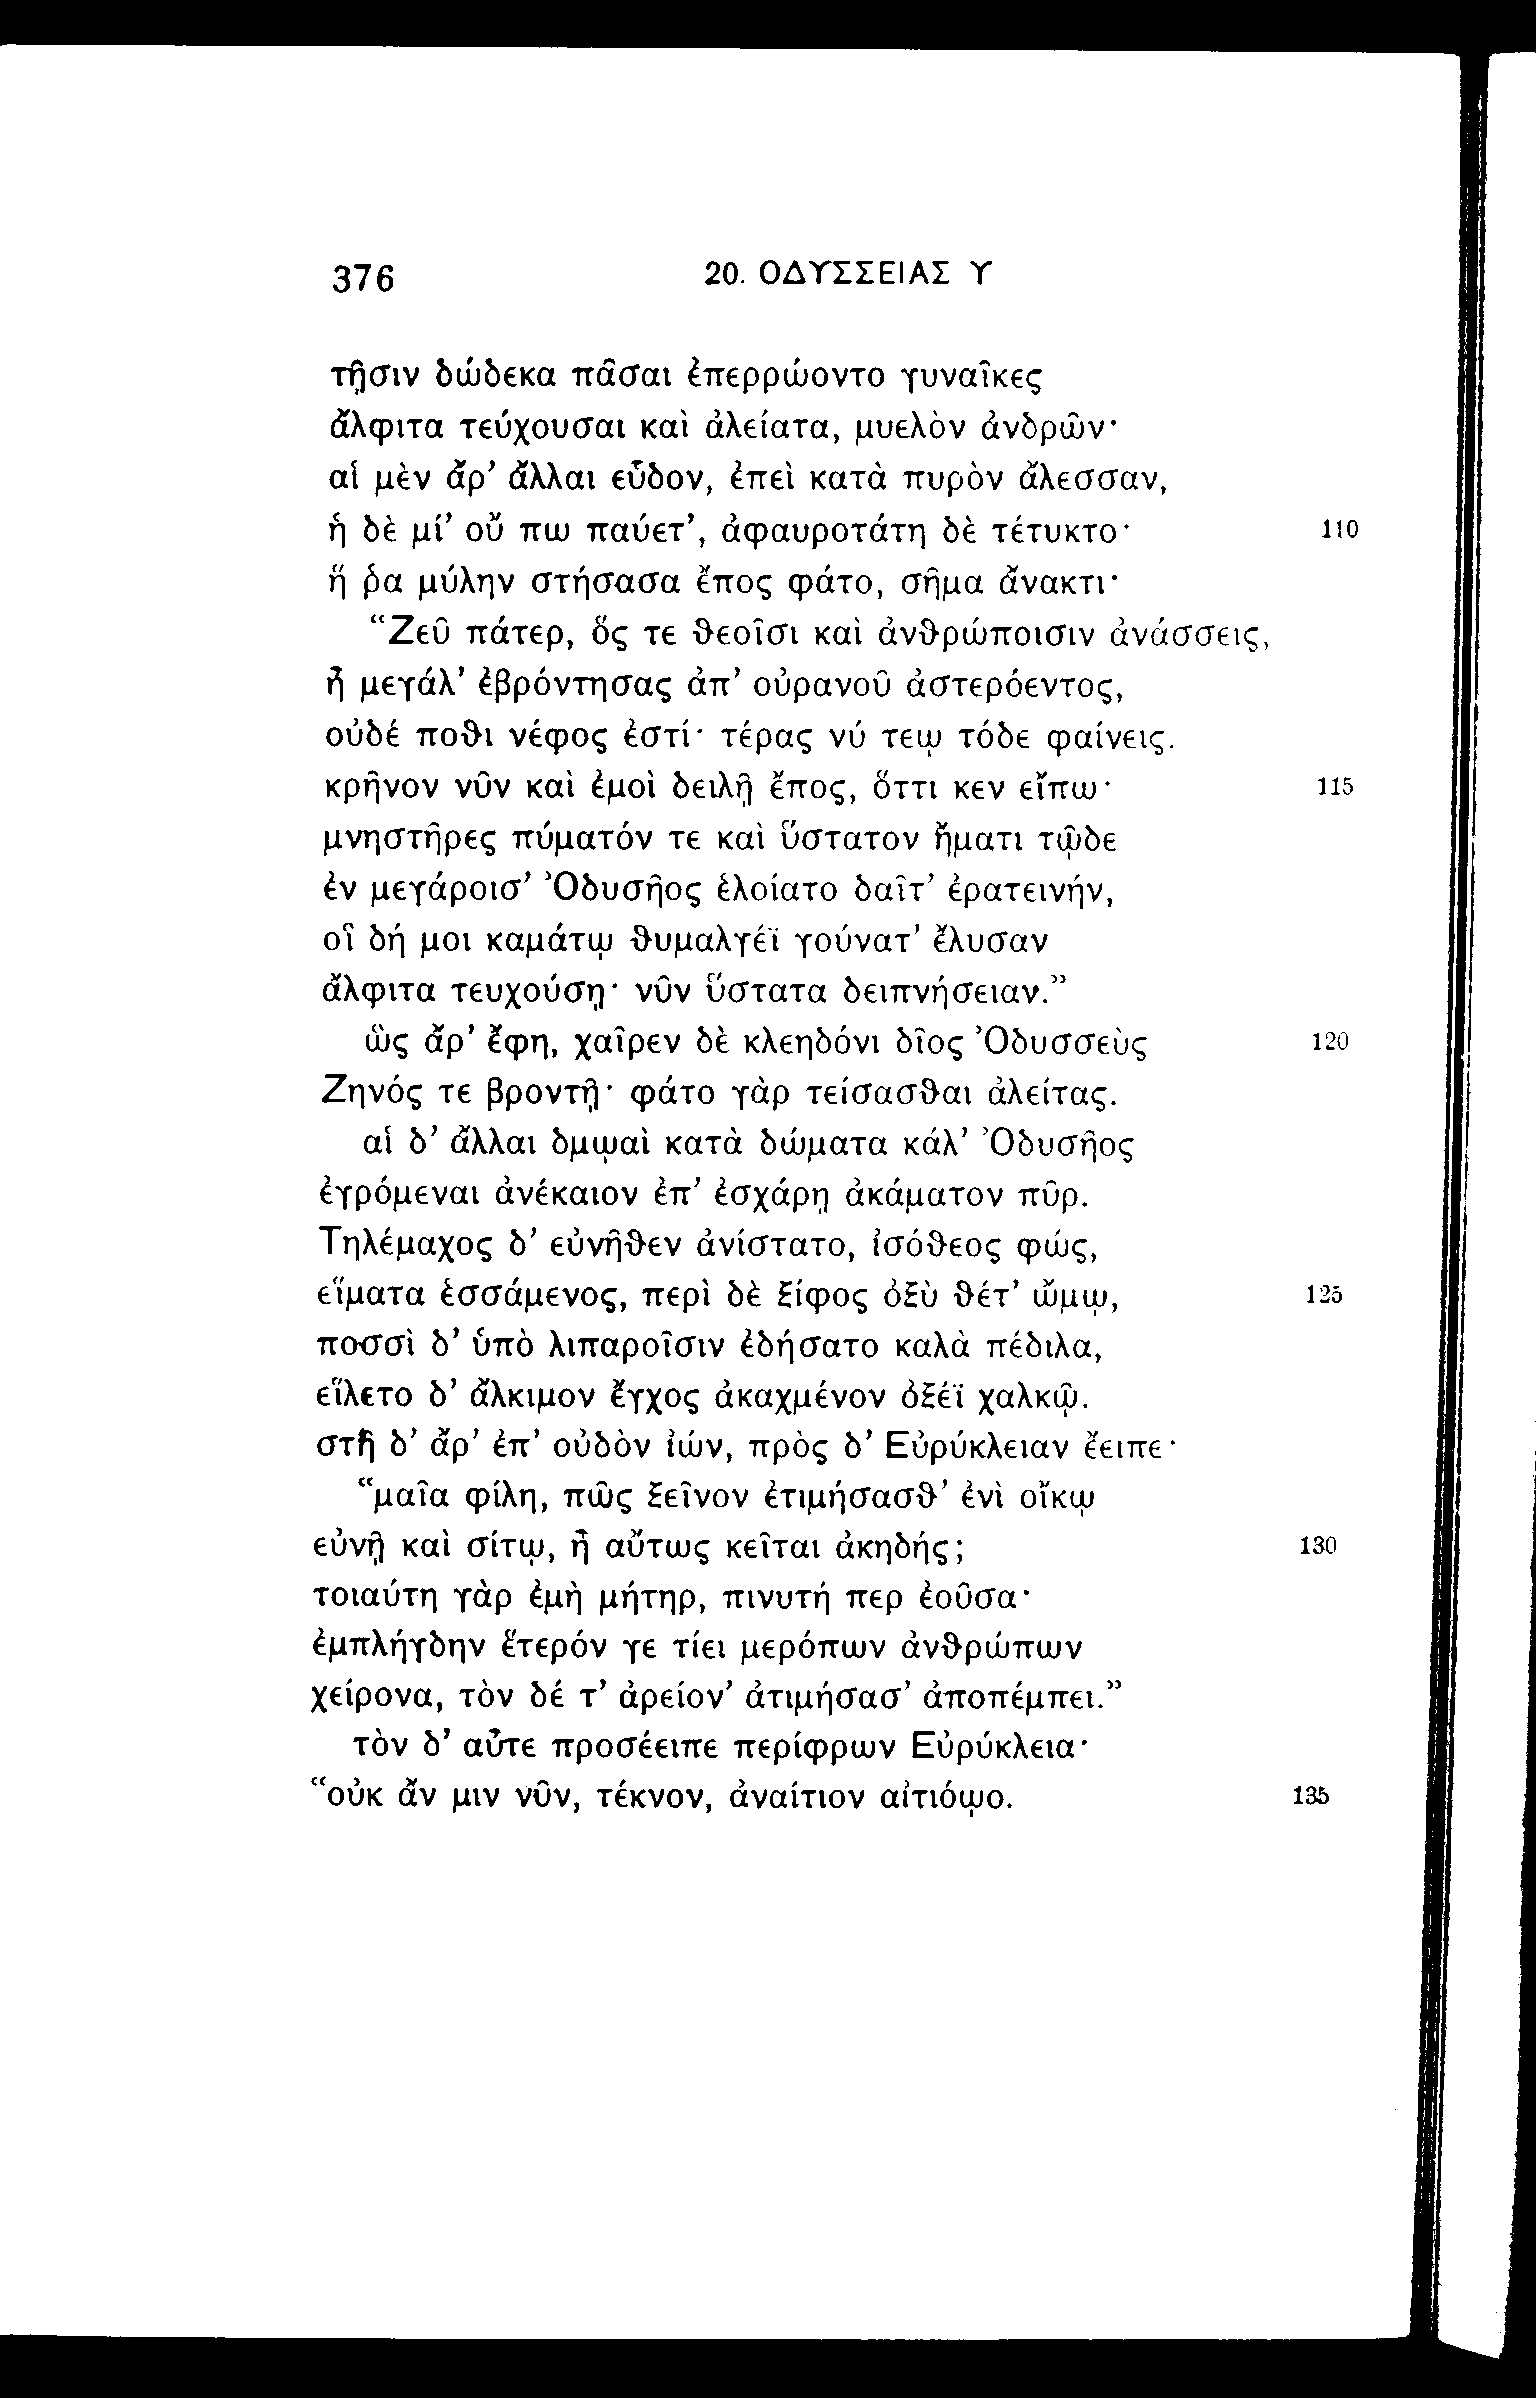 376 20. ΟΔΥΣΣΕΙΑΣ Υ
τῇσιν δώδεκα πᾶσαι ἐπερρώοντο γυναῖκες
ἄλφιτα τεύχουσαι καὶ ἀλείατα, μυελὸν ἀνδρῶν·
αἱ μὲν ἄρ’ ἄλλαι εὗδον, ἐπεὶ κατὰ πυρὸν ἄλεσσαν,
ἡ δὲ μί’ οὔ πω παύετ’, ἀφαυροτάτη δὲ τέτυκτο· 110
ἥ ῥα μύλην στήσασα ἔπος φάτο, σῆμα ἄνακτι·
“Ζεῦ πάτερ, ὅς τε θεοῖσι καὶ ἀνθρώποισιν ἀνάσσεις,
ἦ μεγάλ’ ἐβρόντησας ἀπ’ οὐρανοῦ ἀστερόεντος,
οὐδέ ποθι νέφος ἐστί· τέρας νύ τεῳ τόδε φαίνεις.
κρῆνον νῦν καὶ ἐμοὶ δειλῇ ἔπος, ὅττι κεν εἴπω· 115
μνηστῆρες πύματόν τε καὶ ὕστατον ἤματι τῷδε
ἐν μεγάροισ’ Ὀδυσῆος ἑλοίατο δαῖτ’ ἐρατεινήν,
οἳ δή μοι καμάτῳ θυμαλγέϊ γούνατ’ ἔλυσαν
ἄλφιτα τευχούσῃ· νῦν ὕστατα δειπνήσειαν.”
ὣς ἄρ’ ἔφη, χαῖρεν δὲ κλεηδόνι δῖος Ὀδυσσεὺς 120
Ζηνός τε βροντῇ· φάτο γὰρ τείσασθαι ἀλείτας.
αἱ δ’ ἄλλαι δμῳαὶ κατὰ δώματα κάλ’ Ὀδυσῆος
ἐγρόμεναι ἀνέκαιον ἐπ’ ἐσχάρῃ ἀκάματον πῦρ.
Τηλέμαχος δ’ εὐνῆθεν ἀνίστατο, ἰσόθεος φώς,
εἵματα ἑσσάμενος, περὶ δὲ ξίφος ὀξὺ θέτ’ ὤμῳ, 125
ποσσὶ δ’ ὑπὸ λιπαροῖσιν ἐδήσατο καλὰ πέδιλα,
εἵλετο δ’ ἄλκιμον ἔγχος ἀκαχμένον ὀξέϊ χαλκῷ.
στῆ δ’ ἄρ’ ἐπ’ οὐδὸν ἰών, πρὸς δ’ Εὐρύκλειαν ἔειπε·
“μαῖα φίλη, πῶς ξεῖνον ἐτιμήσασθ’ ἐνὶ οἴκῳ
εὐνῇ καὶ σίτῳ, ἦ αὔτως κεῖται ἀκηδής; 130
τοιαύτη γὰρ ἐμὴ μήτηρ, πινυτή περ ἐοῦσα·
ἐμπλήγδην ἕτερόν γε τίει μερόπων ἀνθρώπων
χείρονα, τὸν δέ τ’ ἀρείον’ ἀτιμήσασ’ ἀποπέμπει.”
τὸν δ’ αὖτε προσέειπε περίφρων Εὐρύκλεια·
“οὐκ ἄν μιν νῦν, τέκνον, ἀναίτιον αἰτιόῳο. 135